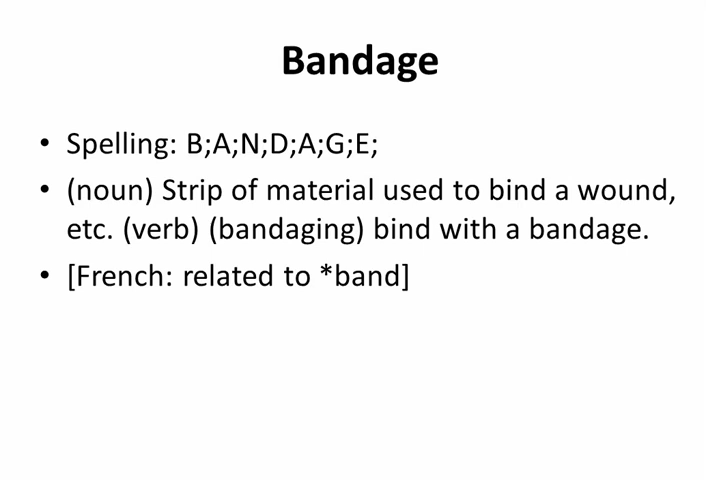 Bandage
• Spelling: B;A;N;D;A;G;E;
• (noun) Strip of material used to bind a wound,
etc. (verb) (bandaging) bind with a bandage.
• [French: related to *band]